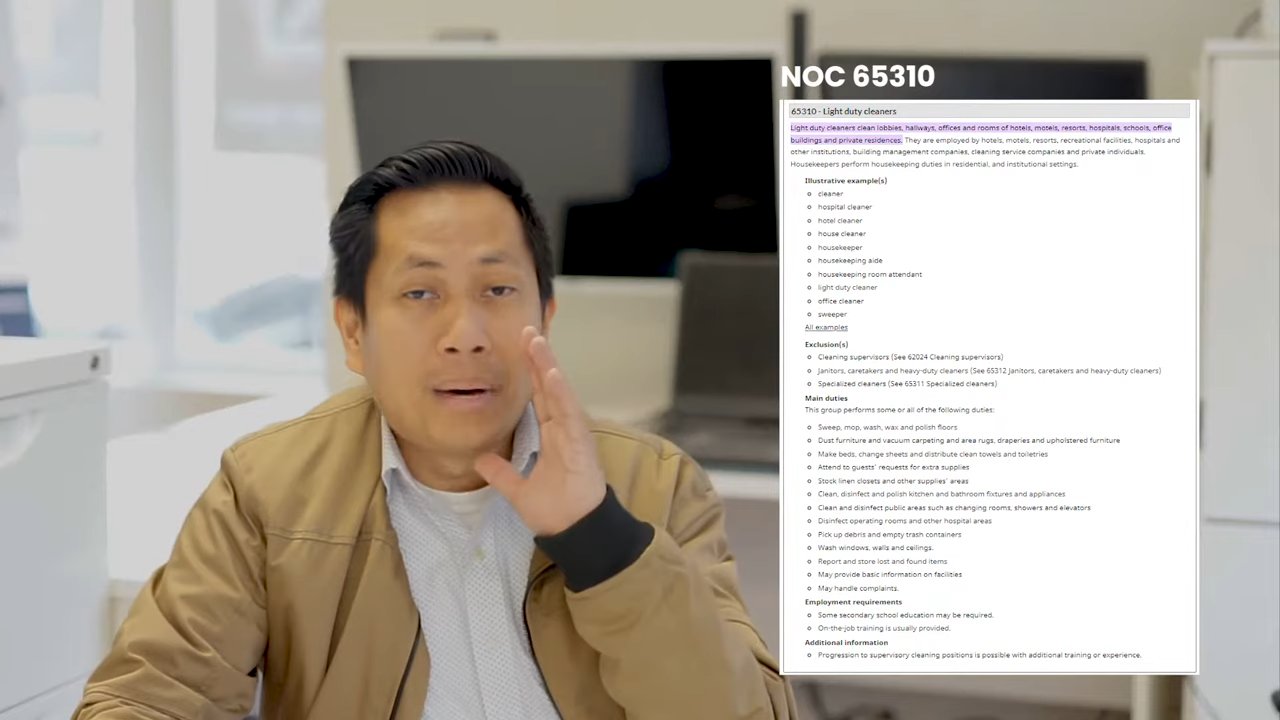 NOC 65310
65310 - Light duty cleaners
Light duty cleaners clean lobbies, hallways, offices and rooms of hotels, motels, resorts, hospitals, schools, office
buildings and private residences. They are employed by hotels, motels, resorts, recreational facilities, hospitals and
other institutions, building management companies, cleaning service companies and private individuals.
Housekeepers perform housekeeping duties in residential, and institutional settings.
Illustrative example(s)
cleaner
hospital cleaner
hotel cleaner
house cleaner
housekeeper
housekeeping aide
housekeeping room attendant
light duty cleaner
office cleaner
sweeper
All examples
Exclusion(s)
Cleaning supervisors (See 62024 Cleaning supervisors)
Janitors, caretakers and heavy-duty cleaners (See 65312 Janitors, caretakers and heavy-duty cleaners)
Specialized cleaners (See 65311 Specialized cleaners)
Main duties
This group performs some or all of the following duties:
Sweep, mop, wash, wax and polish floors
Dust furniture and vacuum carpeting and area rugs, draperies and upholstered furniture
Make beds, change sheets and distribute clean towels and toiletries
Attend to guests' requests for extra supplies
Stock linen closets and other supplies' areas
Clean, disinfect and polish kitchen and bathroom fixtures and appliances
Clean and disinfect public areas such as changing rooms, showers and elevators
Disinfect operating rooms and other hospital areas
Pick up debris and empty trash containers
Wash windows, walls and ceilings.
Report and store lost and found items
May provide basic information on facilities
May handle complaints.
Employment requirements
Some secondary school education may be required.
On-the-job training is usually provided.
Additional information
Progression to supervisory cleaning positions is possible with additional training or experience.